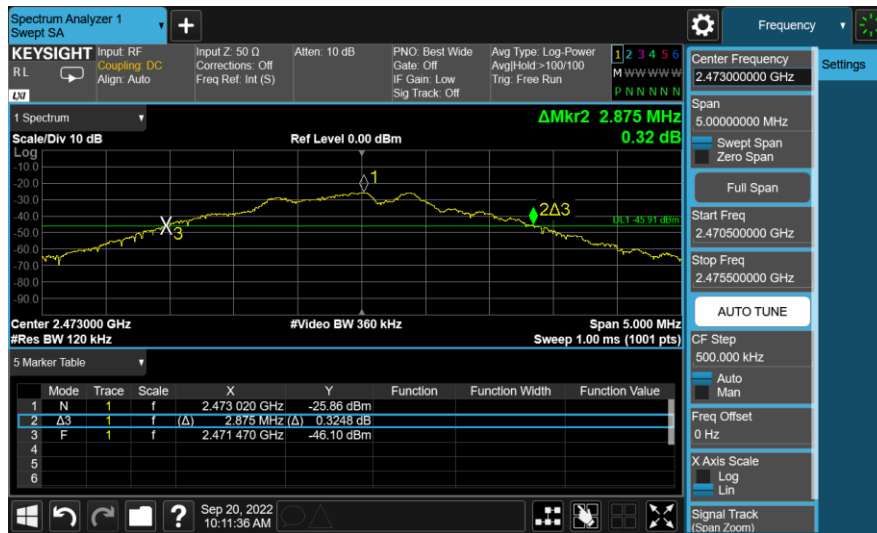 Spectrum Analyzer 1
Swept SA
+
Frequency
KEYSIGHT
RL
LXI
Input: RF
Coupling: DC
Align: Auto
Input Z: 50 Ω
Corrections: Off
Freq Ref: Int (S)
Atten: 10 dB
PNO: Best Wide
Gate: Off
IF Gain: Low
Sig Track: Off
Avg Type: Log-Power
Avg|Hold:>100/100
Trig: Free Run
1 2 3 4 5 6
M W W W W W
P N N N N N
1 Spectrum
Scale/Div 10 dB
Ref Level 0.00 dBm
ΔMkr2 2.875 MHz
0.32 dB
Log
-10.0
-20.0
-30.0
-40.0
-50.0
-60.0
-70.0
-80.0
-90.0
1
2Δ3
3
DL1 -45.91 dBm
Center 2.473000 GHz
#Video BW 360 kHz
Span 5.000 MHz
#Res BW 120 kHz
Sweep 1.00 ms (1001 pts)
5 Marker Table
Mode Trace Scale X Y Function Function Width Function Value
1 N 1 f 2.473 020 GHz -25.86 dBm
2 Δ3 1 f (Δ) 2.875 MHz (Δ) 0.3248 dB
3 F 1 f 2.471 470 GHz -46.10 dBm
4
5
6
?
Sep 20, 2022
10:11:36 AM
Center Frequency
2.473000000 GHz
Settings
Span
5.00000000 MHz
Swept Span
Zero Span
Full Span
Start Freq
2.470500000 GHz
Stop Freq
2.475500000 GHz
AUTO TUNE
CF Step
500.000 kHz
Auto
Man
Freq Offset
0 Hz
X Axis Scale
Log
Lin
Signal Track
(Span Zoom)